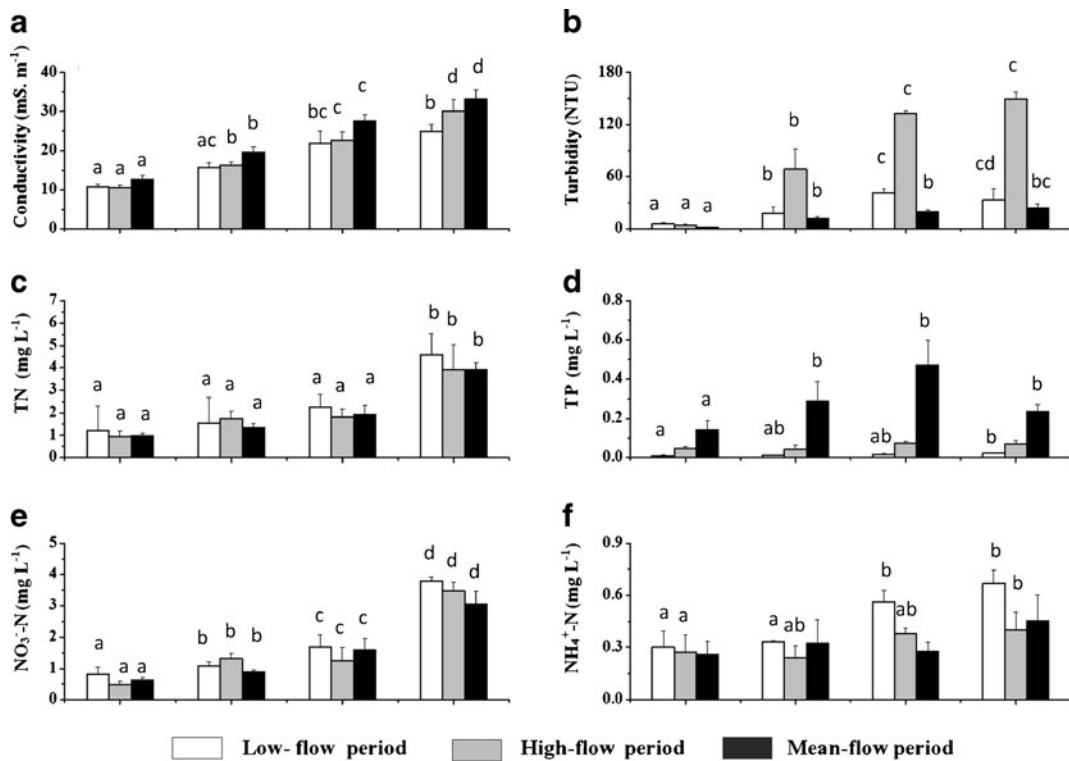 a
Conductivity (mS. m⁻¹)
40
30
20
10
0
a a a
ac b b
bc c c
b d d
b
Turbidity (NTU)
180
120
60
0
a a a
b b b
c c b
cd c bc
c
TN (mg L⁻¹)
7
6
5
4
3
2
1
0
a a a
a a a
a a a
b b b
d
TP (mg L⁻¹)
0.8
0.6
0.4
0.2
0.0
a a
ab b
ab b
b b
e
NO₃⁻-N (mg L⁻¹)
5
4
3
2
1
0
a a a
b b b
c c c
d d d
f
NH₄⁺-N (mg L⁻¹)
0.9
0.6
0.3
0.0
a a
a ab
b ab
b b
Low- flow period High-flow period Mean-flow period